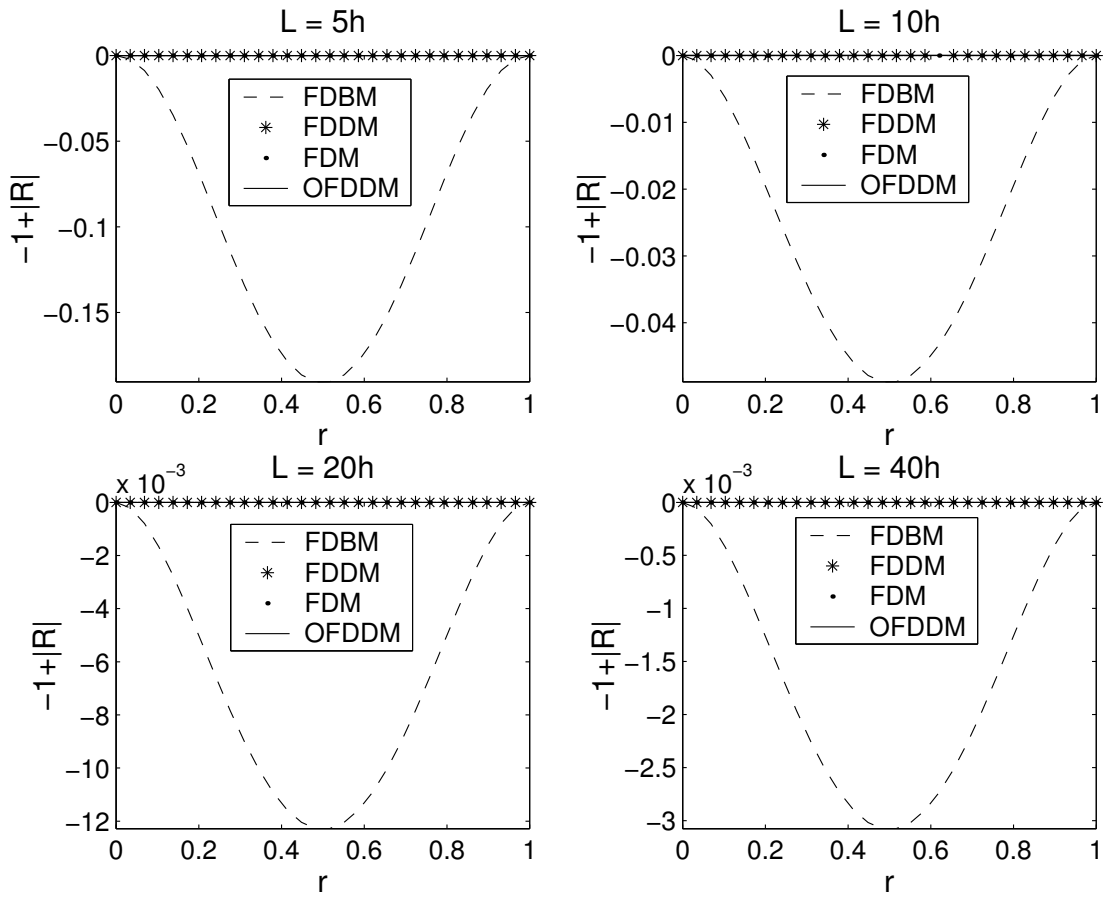 L = 5h
0
−0.05
−0.1
−0.15
−1+|R|
FDBM
FDDM
FDM
OFDDM
0
0.2
0.4
0.6
0.8
1
r
L = 10h
0
−0.01
−0.02
−0.03
−0.04
−1+|R|
FDBM
FDDM
FDM
OFDDM
0
0.2
0.4
0.6
0.8
1
r
L = 20h
x 10⁻³
0
−2
−4
−6
−8
−10
−12
−1+|R|
FDBM
FDDM
FDM
OFDDM
0
0.2
0.4
0.6
0.8
1
r
L = 40h
x 10⁻³
0
−0.5
−1
−1.5
−2
−2.5
−3
−1+|R|
FDBM
FDDM
FDM
OFDDM
0
0.2
0.4
0.6
0.8
1
r